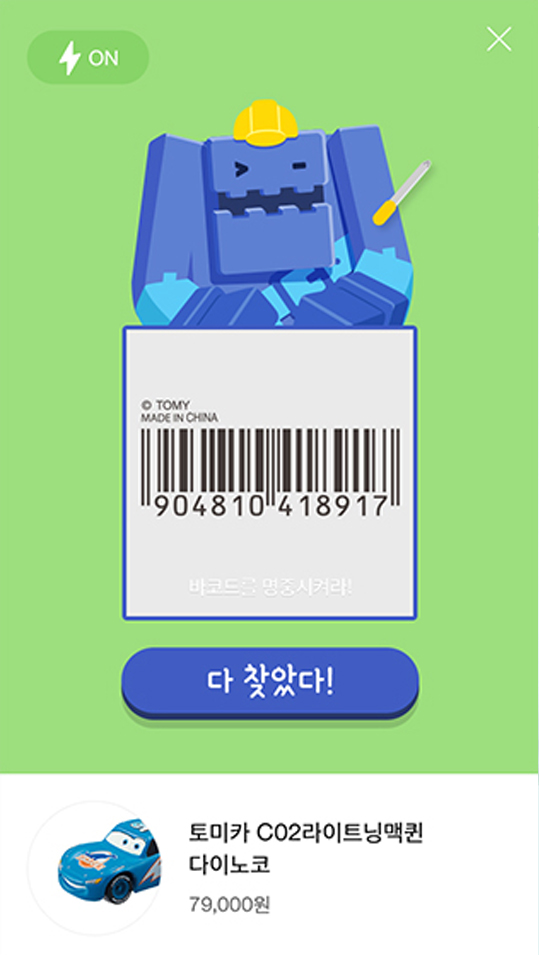 ON
© TOMY
MADE IN CHINA
904810 418917
바코드를 명중시켜라!
다 찾았다!
토미카 C02라이트닝맥퀸
다이노코
79,000원